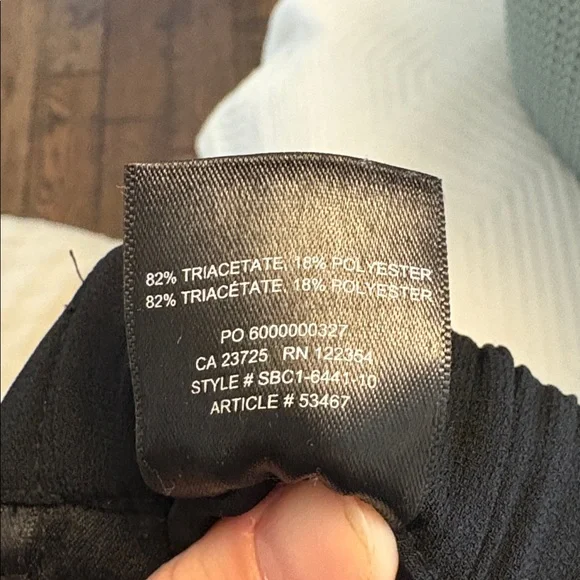 82% TRIACETATE, 18% POLYESTER
82% TRIACÉTATE, 18% POLYESTER
PO 6000000327
CA 23725 RN 122354
STYLE # SBC1-6441-10
ARTICLE # 53467